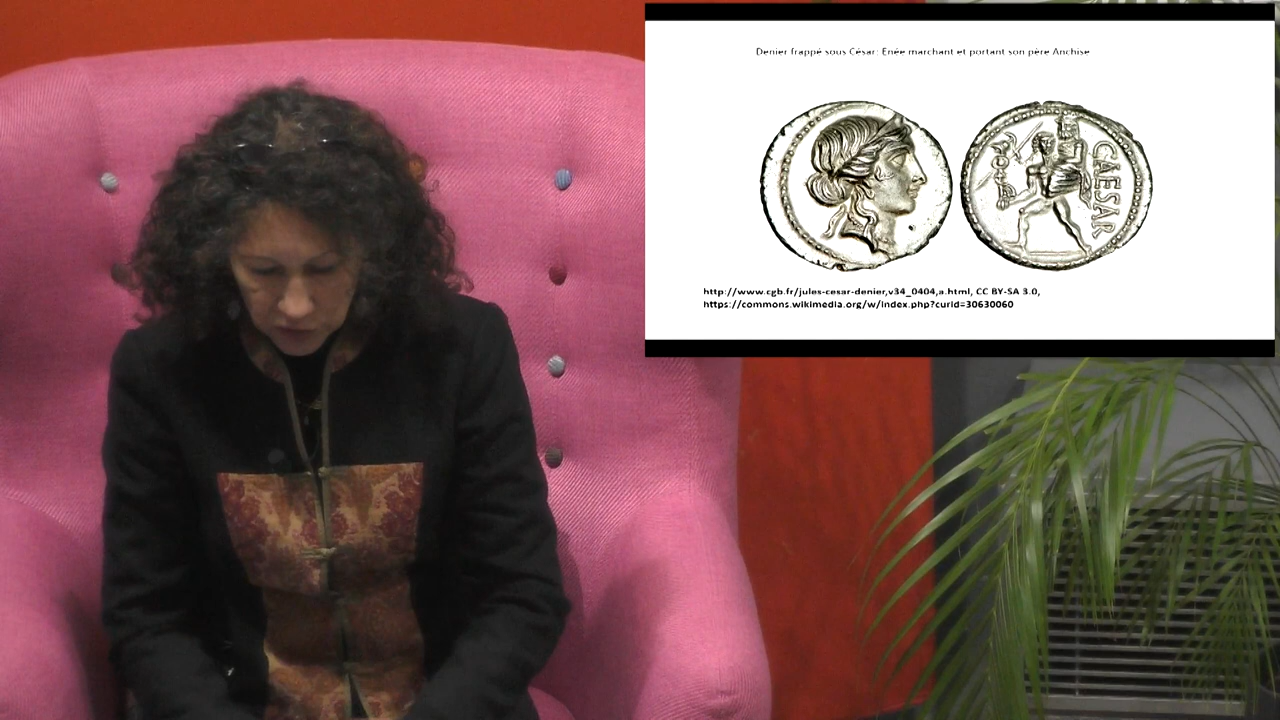 Denier frappé sous César: Enée marchant et portant son père Anchise
CAESAR
http://www.cgb.fr/jules-cesar-denier,v34_0404,a.html, CC BY-SA 3.0,
https://commons.wikimedia.org/w/index.php?curid=30630060